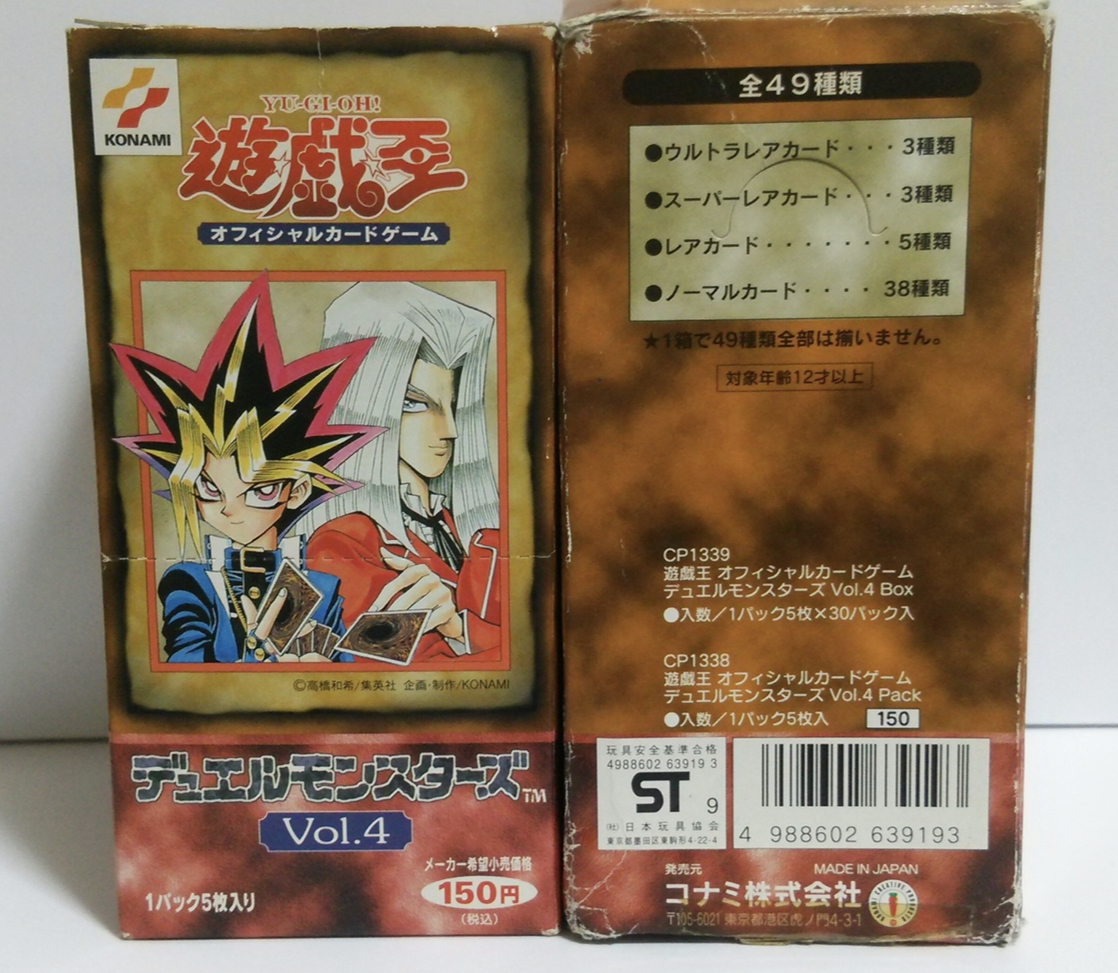 KONAMI
YU-GI-OH!
遊☆戯☆王
オフィシャルカードゲーム
©高橋和希/集英社 企画・制作/KONAMI
デュエルモンスターズ™
Vol.4
メーカー希望小売価格
1パック5枚入り
150円
(税込)
全49種類
●ウルトラレアカード・・・3種類
●スーパーレアカード・・・3種類
●レアカード・・・・・・・5種類
●ノーマルカード・・・・38種類
★1箱で49種類全部は揃いません。
対象年齢12才以上
CP1339
遊戯王 オフィシャルカードゲーム
デュエルモンスターズ Vol.4 Box
●入数/1パック5枚×30パック入
CP1338
遊戯王 オフィシャルカードゲーム
デュエルモンスターズ Vol.4 Pack
●入数/1パック5枚入 150
玩具安全基準合格
4988602 63919 3
ST 9
(社)日本玩具協会
東京都墨田区東駒形4-22-4
4 988602 639193
発売元 MADE IN JAPAN
コナミ株式会社
〒105-6021 東京都港区虎ノ門4-3-1